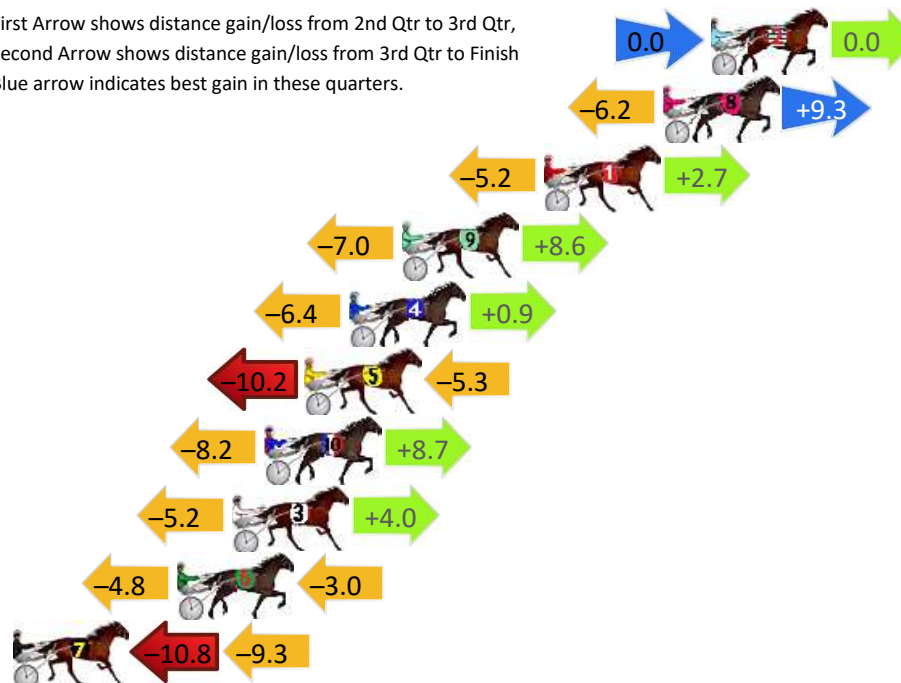 irst Arrow shows distance gain/loss from 2nd Qtr to 3rd Qtr,
econd Arrow shows distance gain/loss from 3rd Qtr to Finish
lue arrow indicates best gain in these quarters.
0.0 0.0
–6.2 8 +9.3
–5.2 1 +2.7
–7.0 9 +8.6
–6.4 4 +0.9
–10.2 5 –5.3
–8.2 10 +8.7
–5.2 3 +4.0
–4.8 6 –3.0
7 –10.8 –9.3